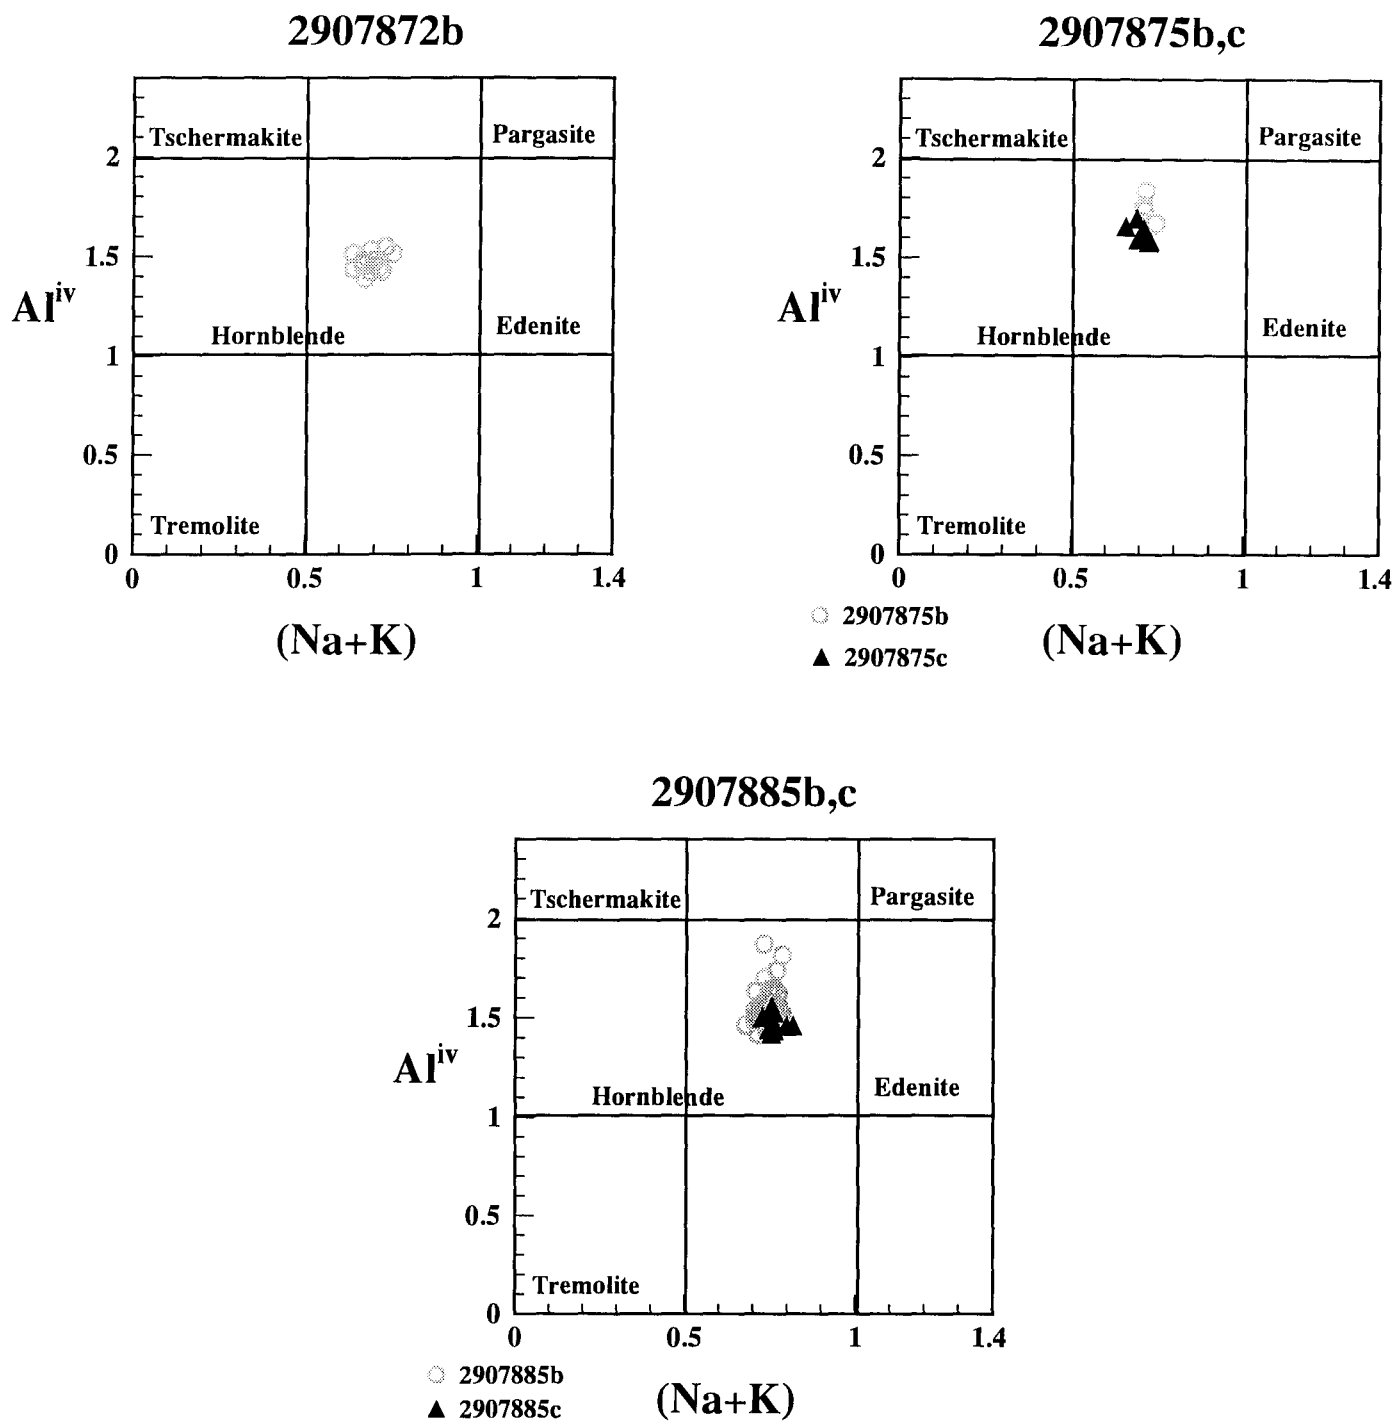 2907872b
Tschermakite
Pargasite
2
1.5
Al^iv
Hornblende
Edenite
1
0.5
Tremolite
0
0 0.5 1 1.4
(Na+K)
2907875b,c
Tschermakite
Pargasite
2
1.5
Al^iv
Hornblende
Edenite
1
0.5
Tremolite
0
0 0.5 1 1.4
2907875b
2907875c
(Na+K)
2907885b,c
Tschermakite
Pargasite
2
1.5
Al^iv
Hornblende
Edenite
1
0.5
Tremolite
0
0 0.5 1 1.4
2907885b
2907885c
(Na+K)